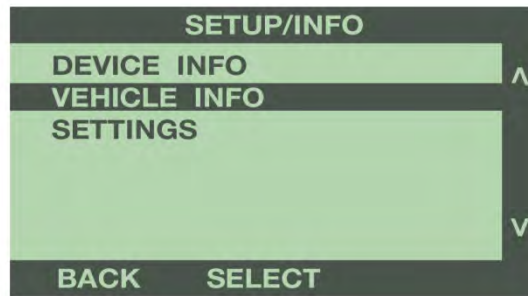 SETUP/INFO
DEVICE INFO
VEHICLE INFO
SETTINGS
BACK SELECT